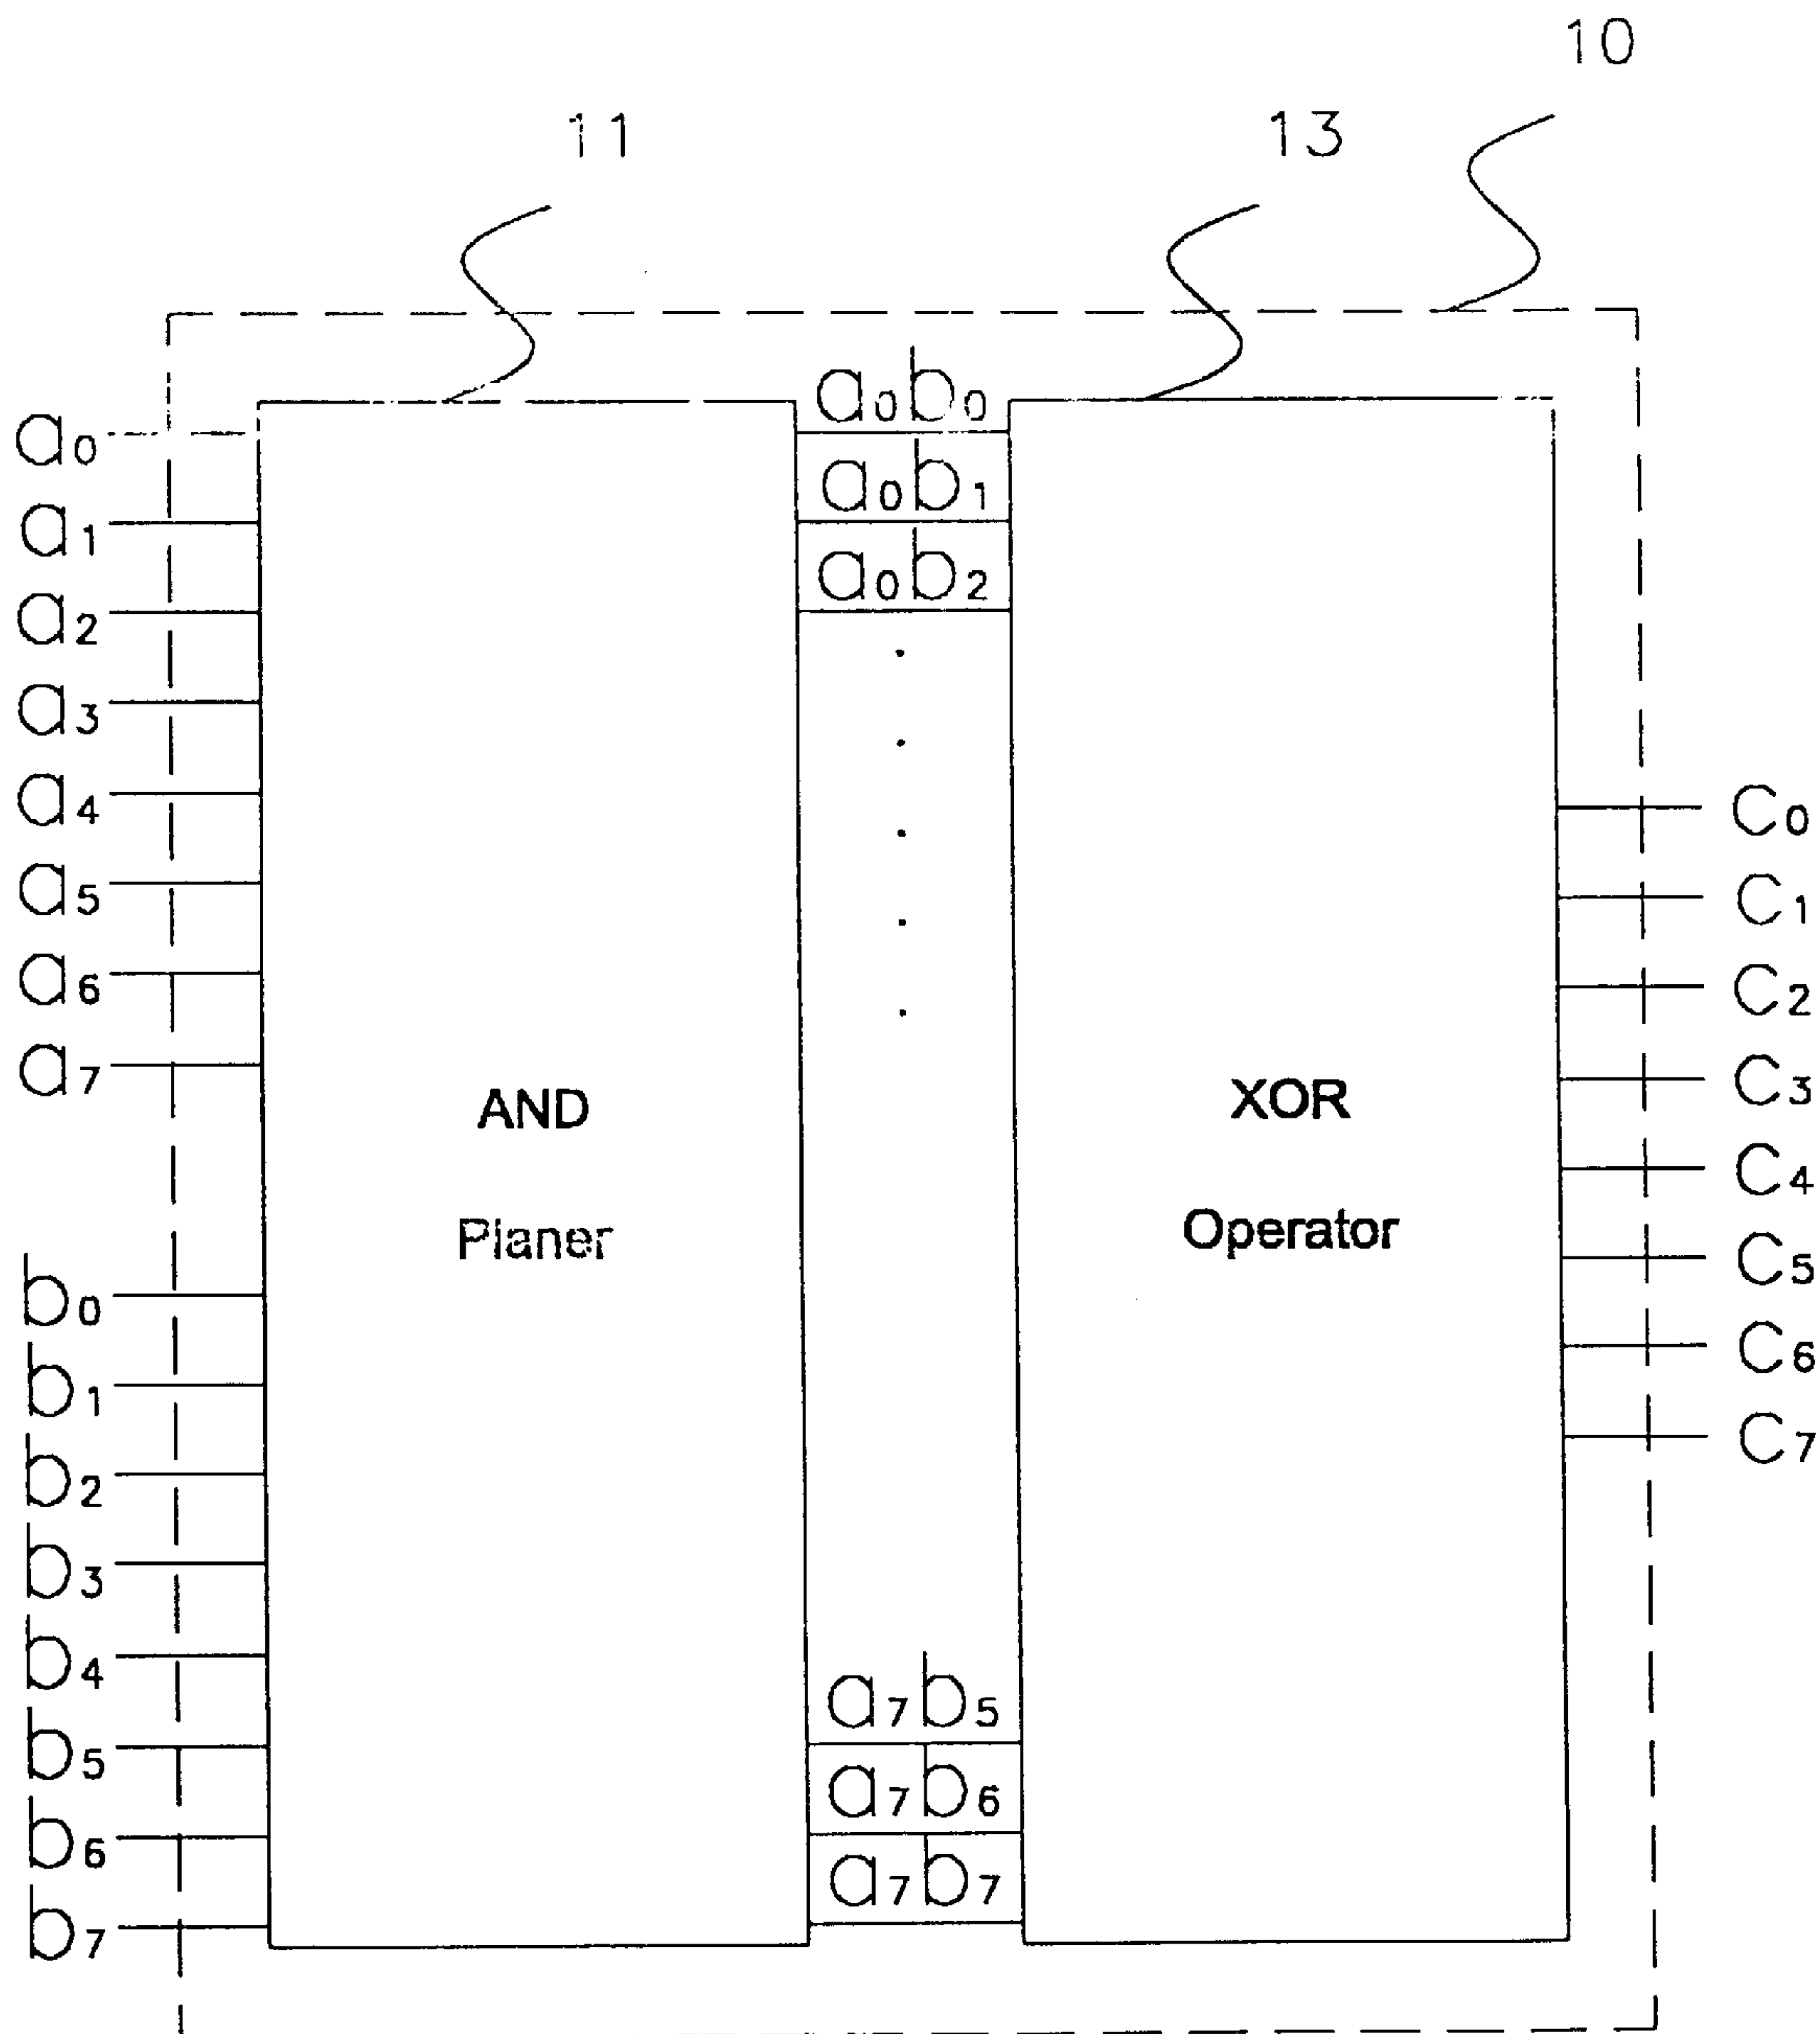 10
11
13
a₀
a₁
a₂
a₃
a₄
a₅
a₆
a₇
b₀
b₁
b₂
b₃
b₄
b₅
b₆
b₇
AND
Planer
a₀b₀
a₀b₁
a₀b₂
a₇b₅
a₇b₆
a₇b₇
XOR
Operator
C₀
C₁
C₂
C₃
C₄
C₅
C₆
C₇